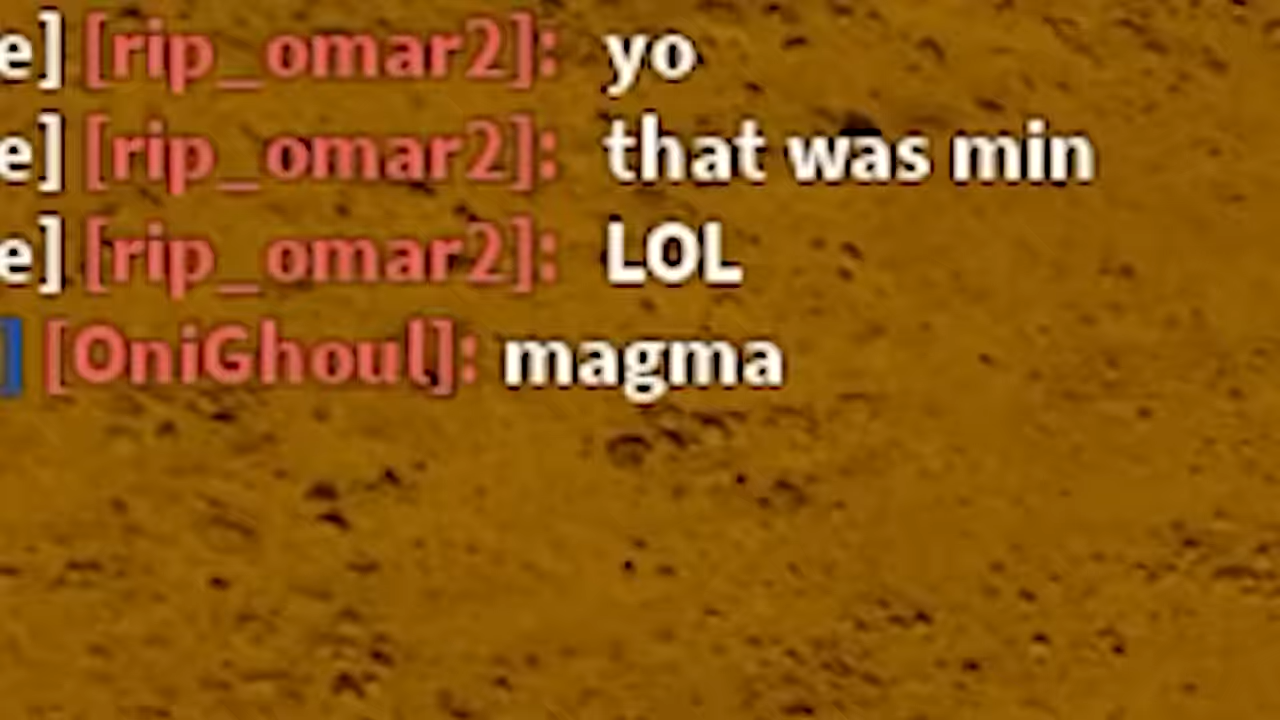 e] [rip_omar2]: yo
e] [rip_omar2]: that was min
e] [rip_omar2]: LOL
] [OniGhoul]: magma